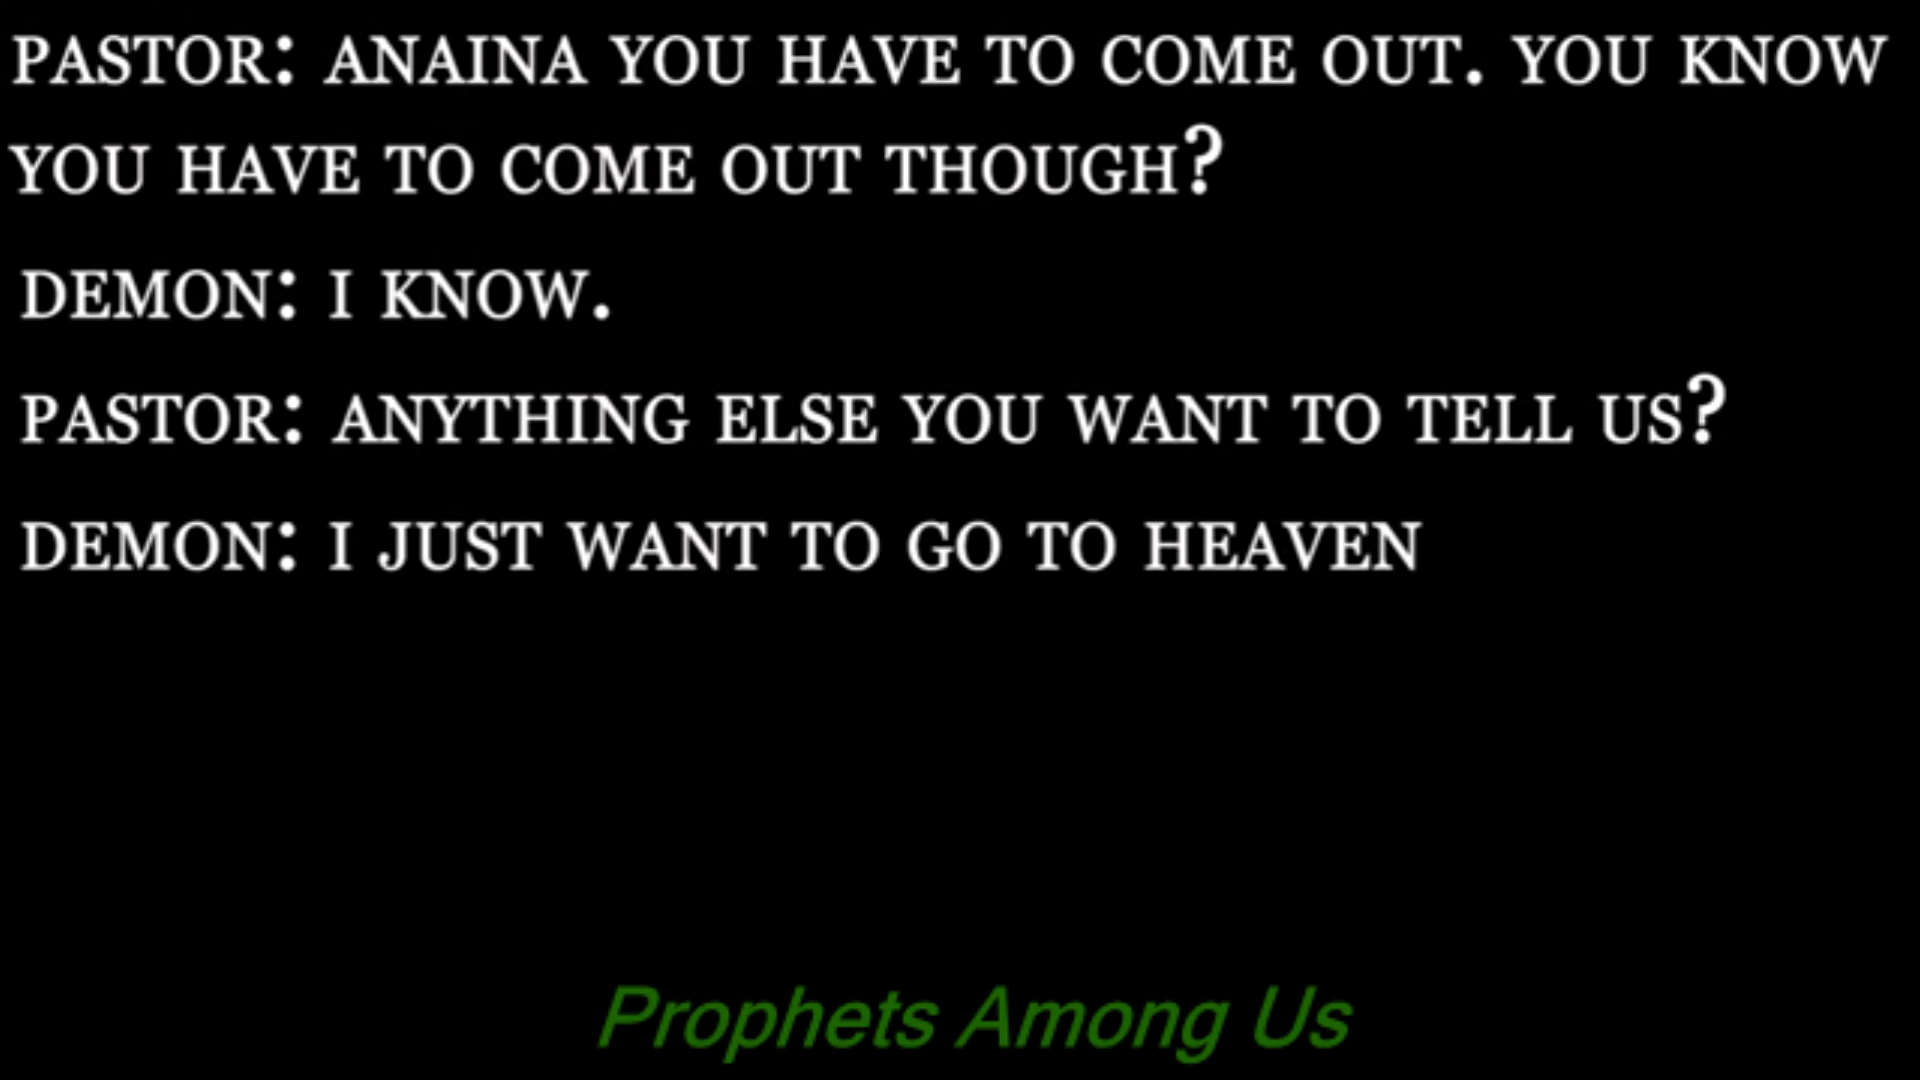 PASTOR: ANAINA YOU HAVE TO COME OUT. YOU KNOW
YOU HAVE TO COME OUT THOUGH?
DEMON: I KNOW.
PASTOR: ANYTHING ELSE YOU WANT TO TELL US?
DEMON: I JUST WANT TO GO TO HEAVEN
Prophets Among Us